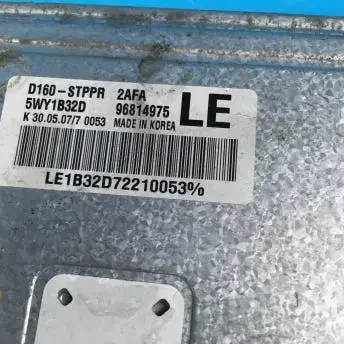 D160-STPPR 2AFA
5WY1B32D 96814975 LE
K 30.05.07/7 0053 MADE IN KOREA
LE1B32D72210053%